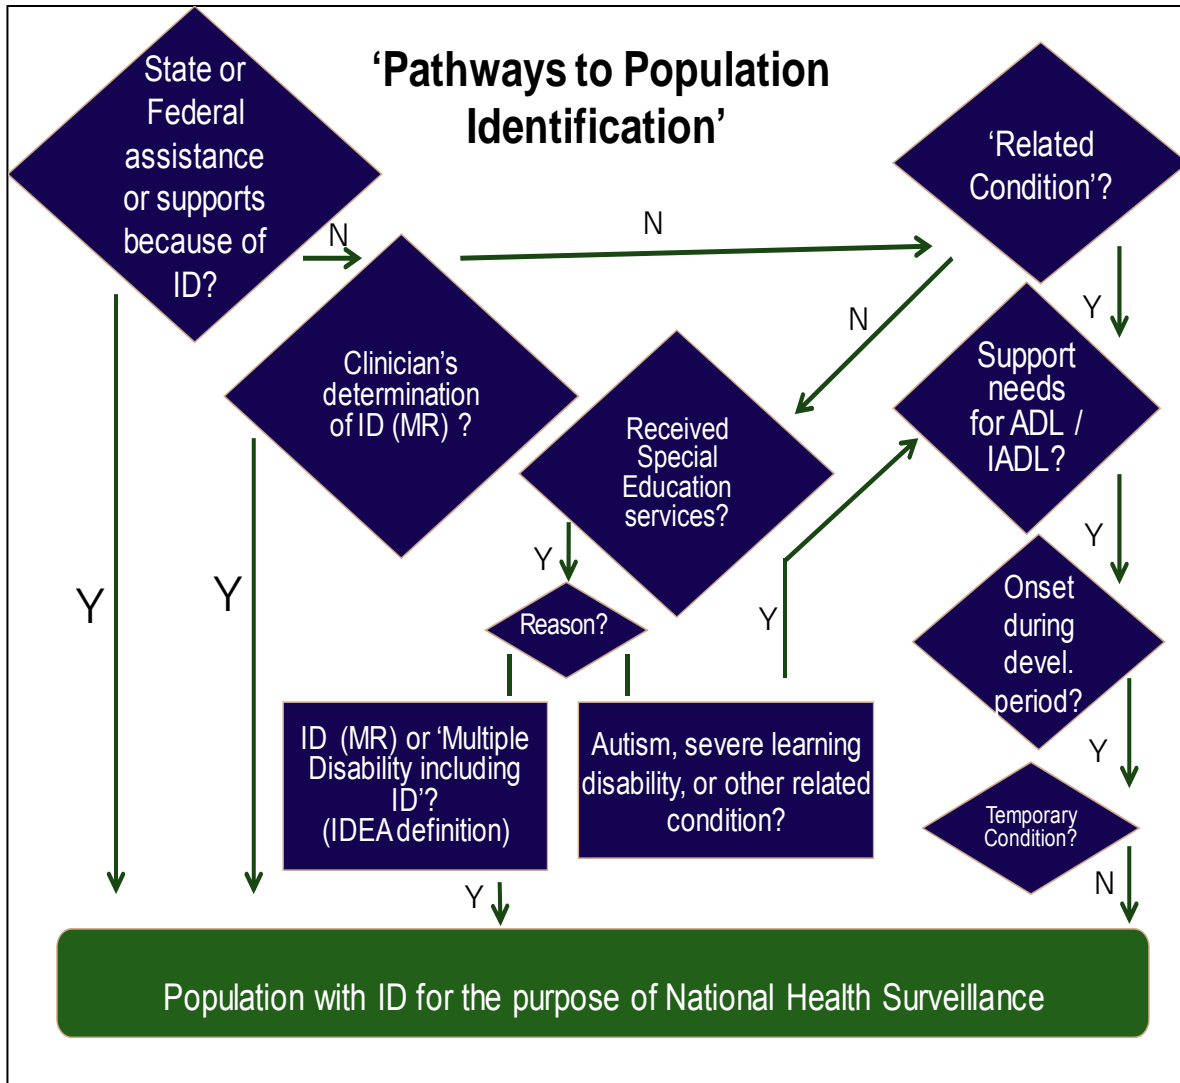 ‘Pathways to Population
Identification’
State or
Federal
assistance
or supports
because of
ID?
N
Y
Clinician’s
determination
of ID (MR) ?
N
Y
‘Related
Condition’?
N
Y
Received
Special
Education
services?
Y
Reason?
ID (MR) or ‘Multiple
Disability including
ID’?
(IDEA definition)
Y
Autism, severe learning
disability, or other related
condition?
Y
Support
needs
for ADL /
IADL?
Y
Onset
during
devel.
period?
Y
Temporary
Condition?
N
Population with ID for the purpose of National Health Surveillance